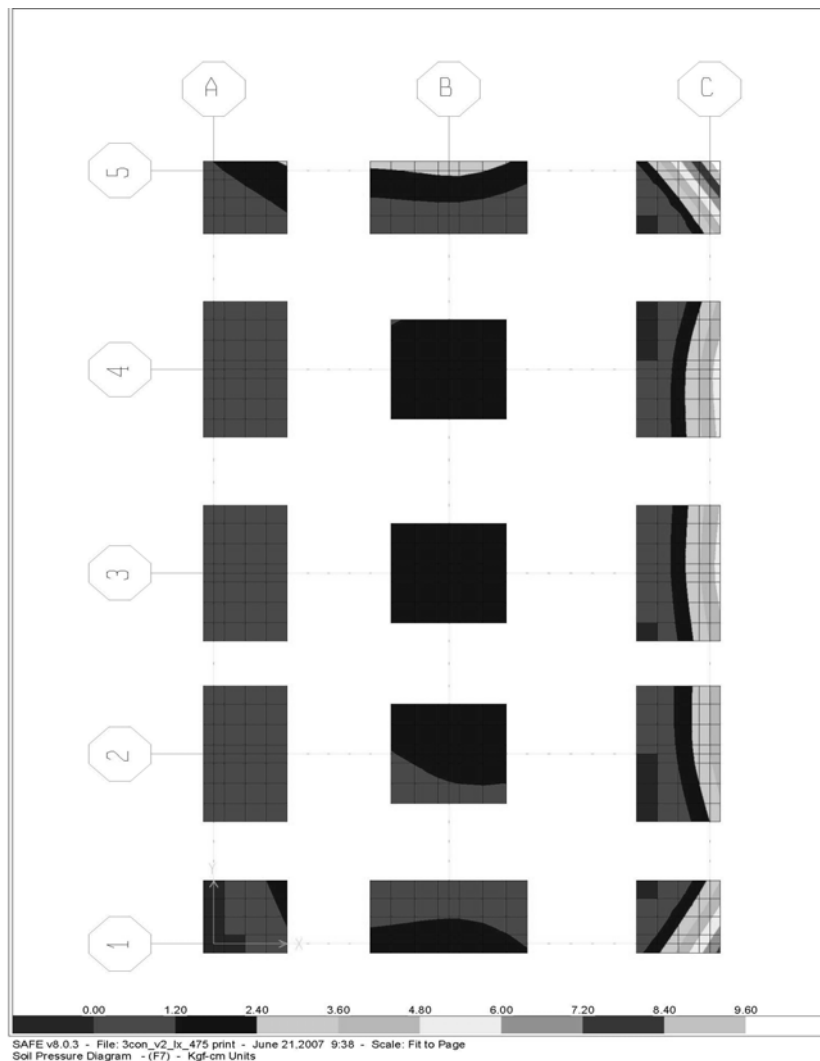 A B C
5
4
3
2
Y
1 X
0.00 1.20 2.40 3.60 4.80 6.00 7.20 8.40 9.60
SAFE v8.0.3 - File: 3con_v2_lx_475 print - June 21,2007 9:38 - Scale: Fit to Page
Soil Pressure Diagram - (F7) - Kgf-cm Units